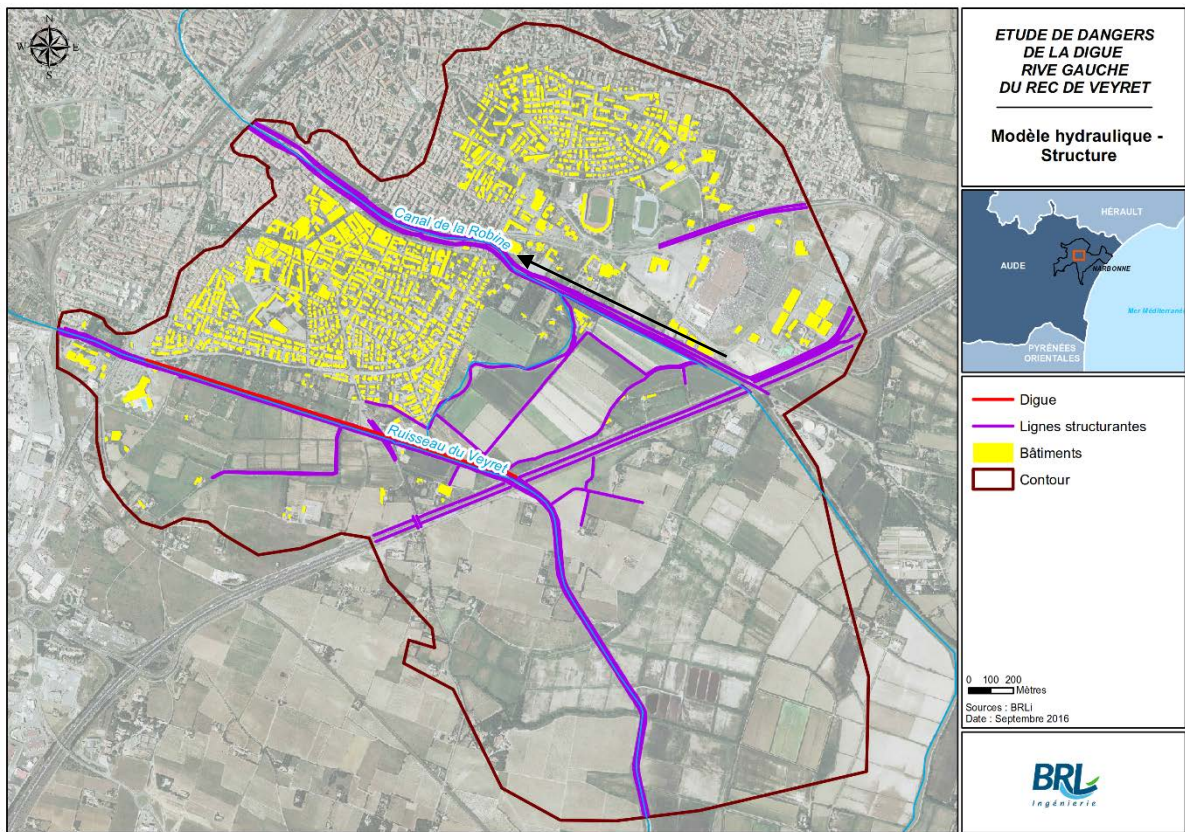 N
W
E
S
Canal de la Robine
Ruisseau du Veyret
ETUDE DE DANGERS
DE LA DIGUE
RIVE GAUCHE
DU REC DE VEYRET
Modèle hydraulique -
Structure
HÉRAULT
AUDE
NARBONNE
Mer Méditerranée
PYRÉNÉES
ORIENTALES
Digue
Lignes structurantes
Bâtiments
Contour
0 100 200
Mètres
Sources : BRLi
Date : Septembre 2016
BRL
Ingénierie